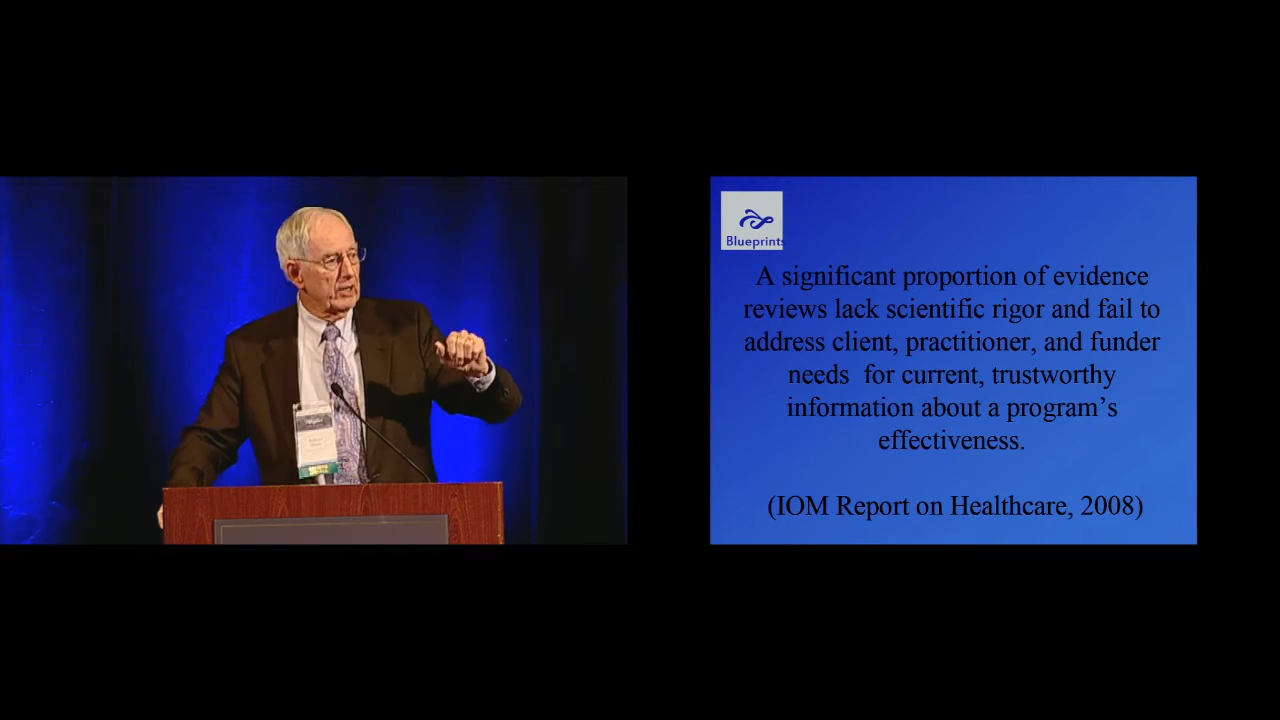 Blueprints
A significant proportion of evidence
reviews lack scientific rigor and fail to
address client, practitioner, and funder
needs  for current, trustworthy
information about a program’s
effectiveness.
(IOM Report on Healthcare, 2008)